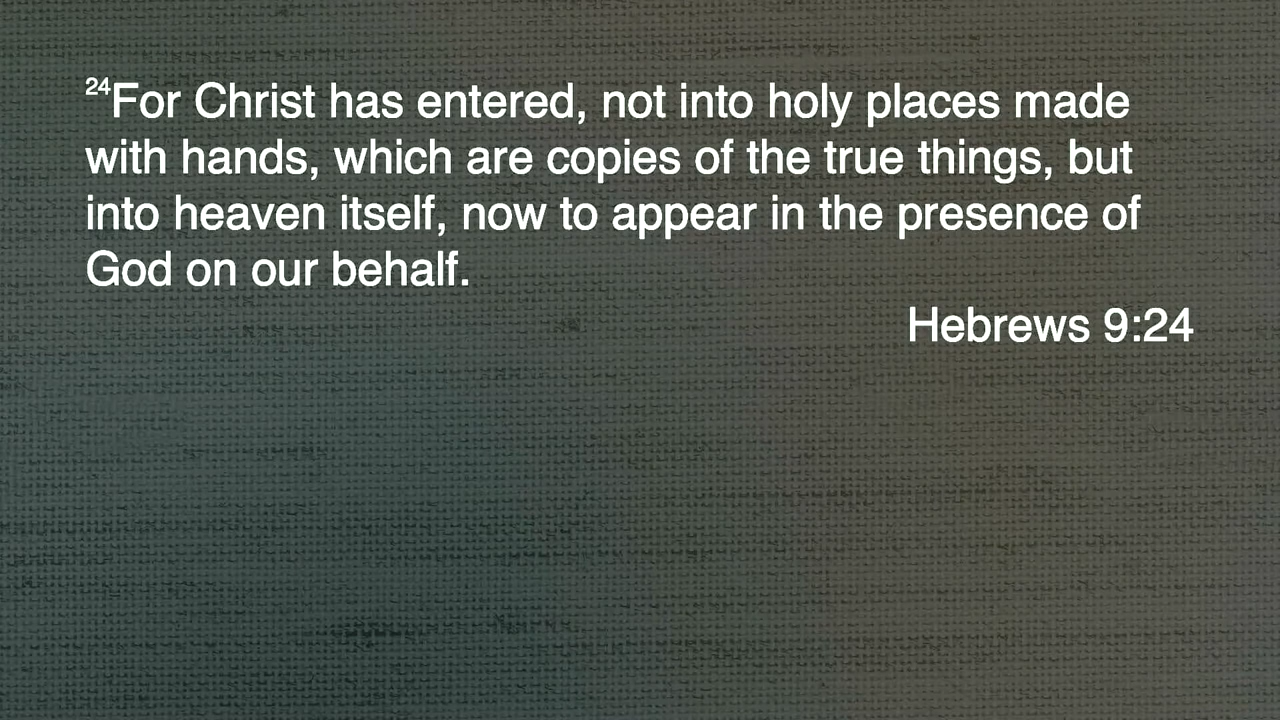 24For Christ has entered, not into holy places made
with hands, which are copies of the true things, but
into heaven itself, now to appear in the presence of
God on our behalf.
Hebrews 9:24